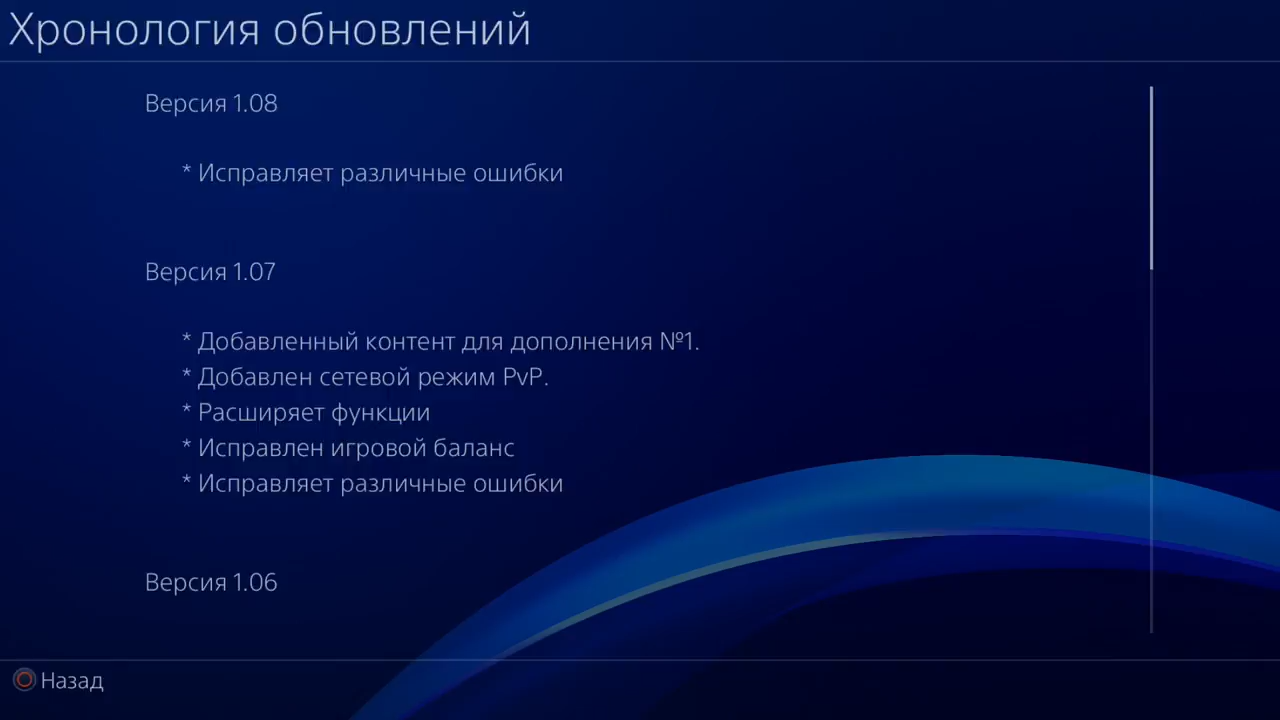 Хронология обновлений
Версия 1.08
* Исправляет различные ошибки
Версия 1.07
* Добавленный контент для дополнения №1.
* Добавлен сетевой режим PvP.
* Расширяет функции
* Исправлен игровой баланс
* Исправляет различные ошибки
Версия 1.06
Назад